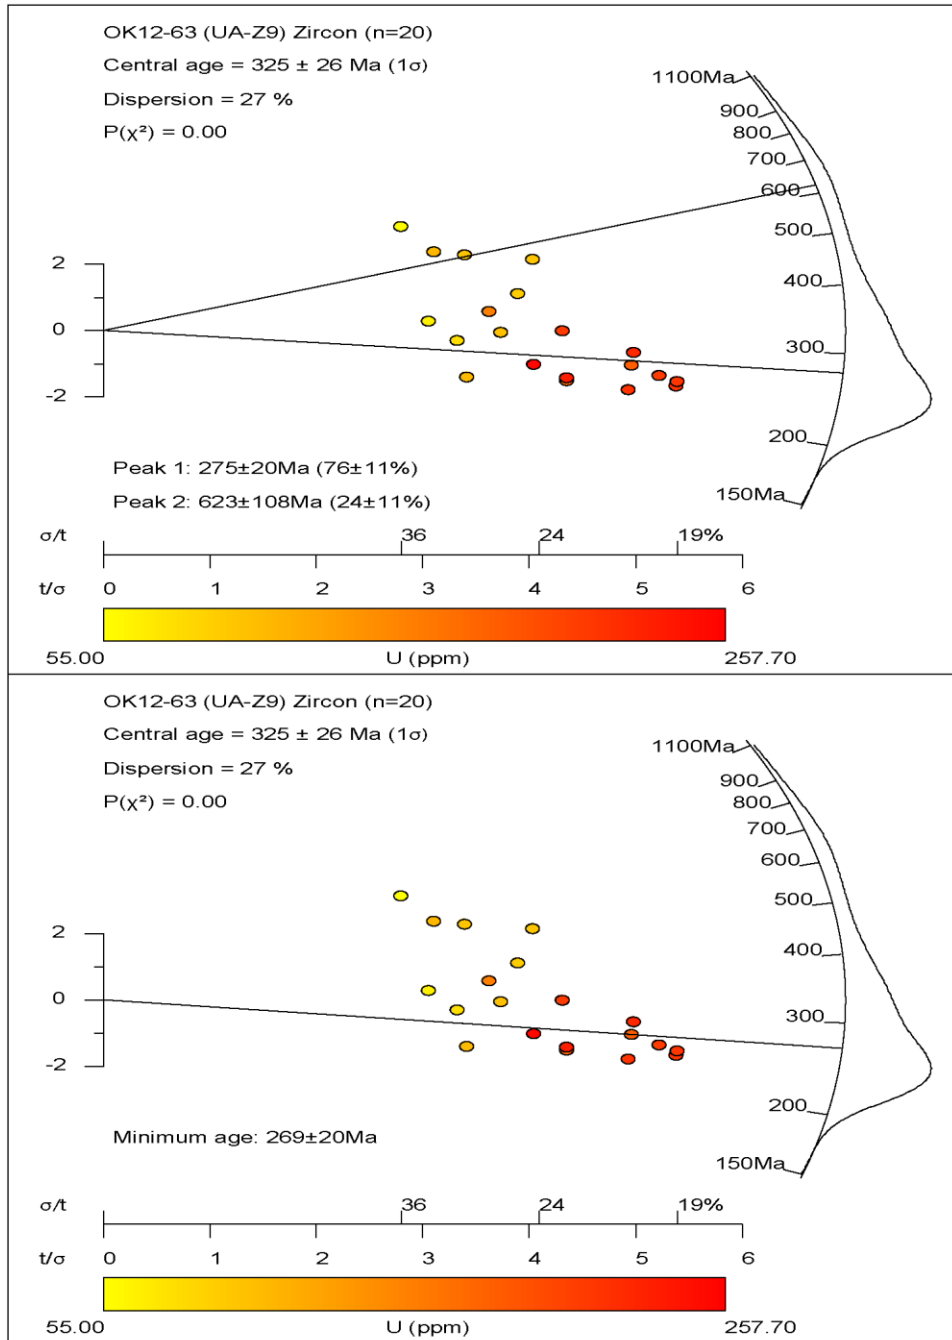 OK12-63 (UA-Z9) Zircon (n=20)
Central age = 325 ± 26 Ma (1σ)
Dispersion = 27 %
P(χ²) = 0.00
1100Ma
900
800
700
600
500
400
300
200
150Ma
2
0
-2
Peak 1: 275±20Ma (76±11%)
Peak 2: 623±108Ma (24±11%)
σ/t 36 24 19%
t/σ 0 1 2 3 4 5 6
55.00 U (ppm) 257.70
OK12-63 (UA-Z9) Zircon (n=20)
Central age = 325 ± 26 Ma (1σ)
Dispersion = 27 %
P(χ²) = 0.00
1100Ma
900
800
700
600
500
400
300
200
150Ma
2
0
-2
Minimum age: 269±20Ma
σ/t 36 24 19%
t/σ 0 1 2 3 4 5 6
55.00 U (ppm) 257.70